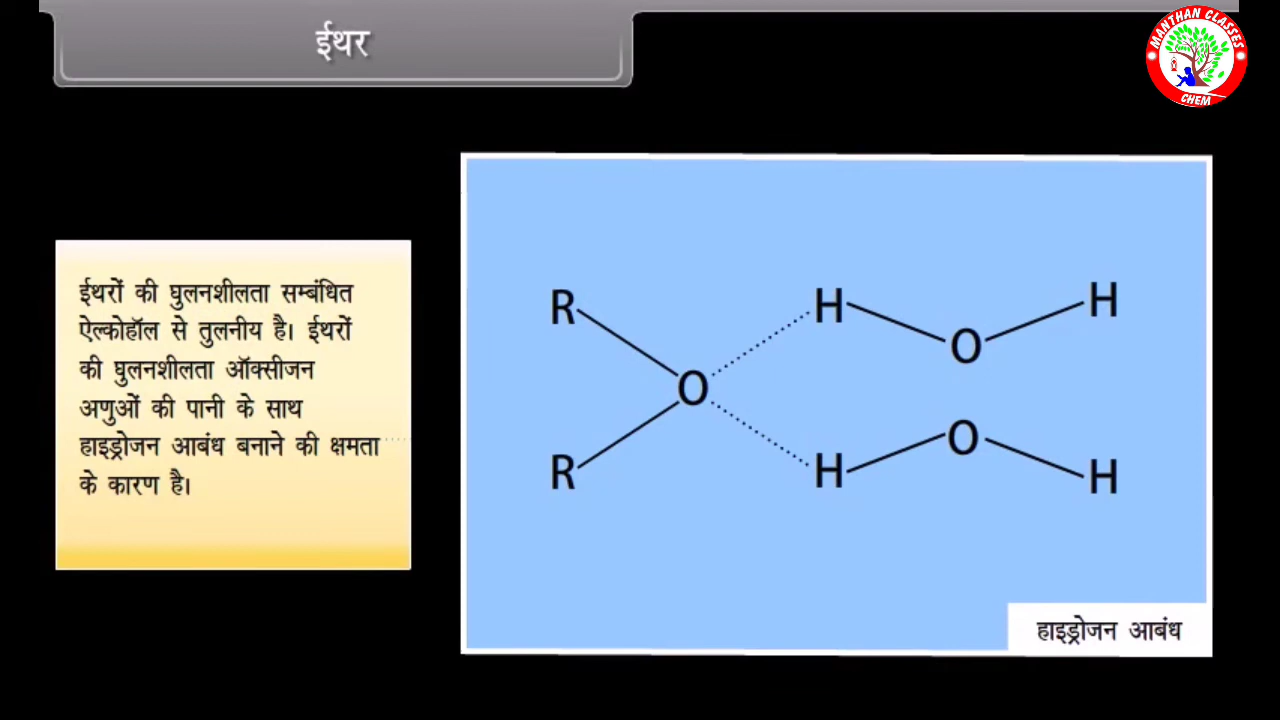 ईथर
MANTHAN CLASSES
CHEM
ईथरों की घुलनशीलता सम्बंधित
ऐल्कोहॉल से तुलनीय है। ईथरों
की घुलनशीलता ऑक्सीजन
अणुओं की पानी के साथ
हाइड्रोजन आबंध बनाने की क्षमता
के कारण है।
R H H
O
O
R H O H
हाइड्रोजन आबंध